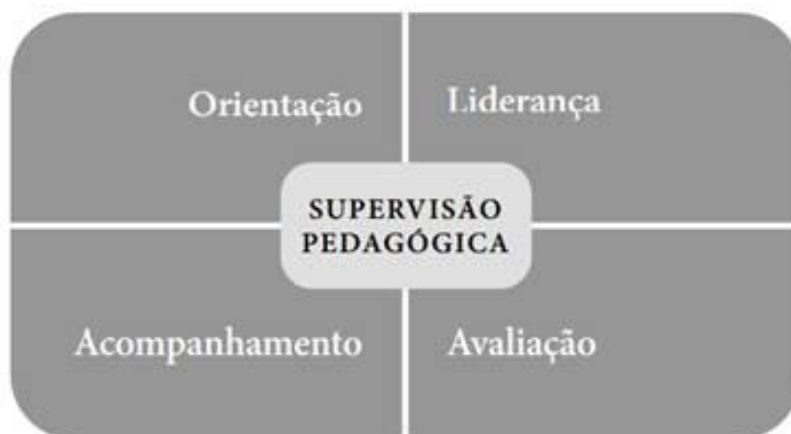 Orientação
Liderança
SUPERVISÃO
PEDAGÓGICA
Acompanhamento
Avaliação